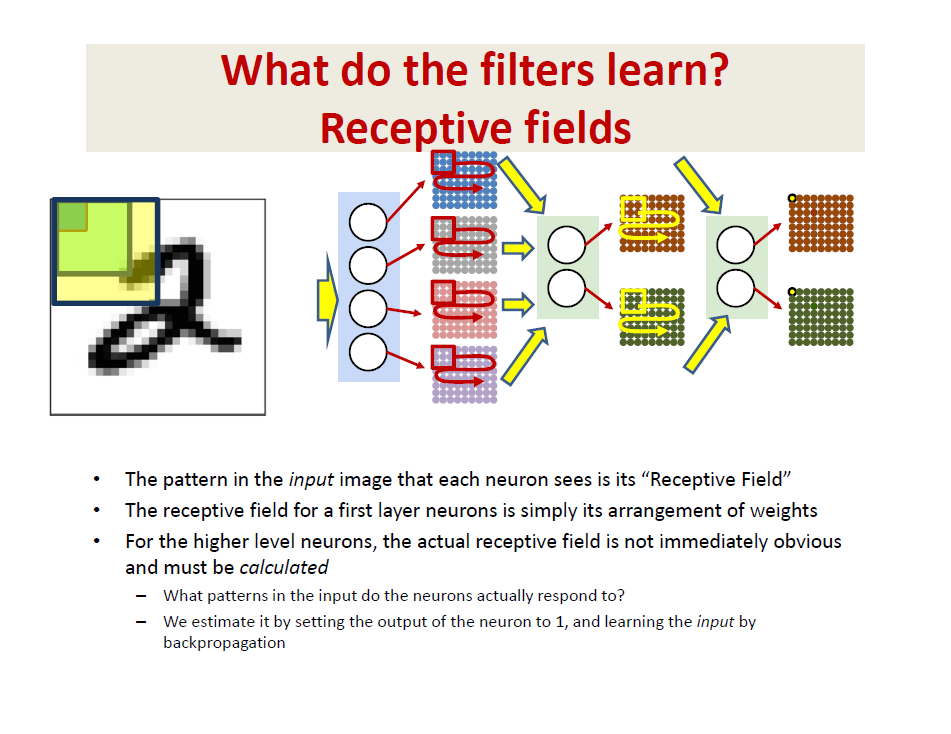 What do the filters learn?
Receptive fields
• The pattern in the input image that each neuron sees is its “Receptive Field”
• The receptive field for a first layer neurons is simply its arrangement of weights
• For the higher level neurons, the actual receptive field is not immediately obvious
and must be calculated
– What patterns in the input do the neurons actually respond to?
– We estimate it by setting the output of the neuron to 1, and learning the input by
backpropagation